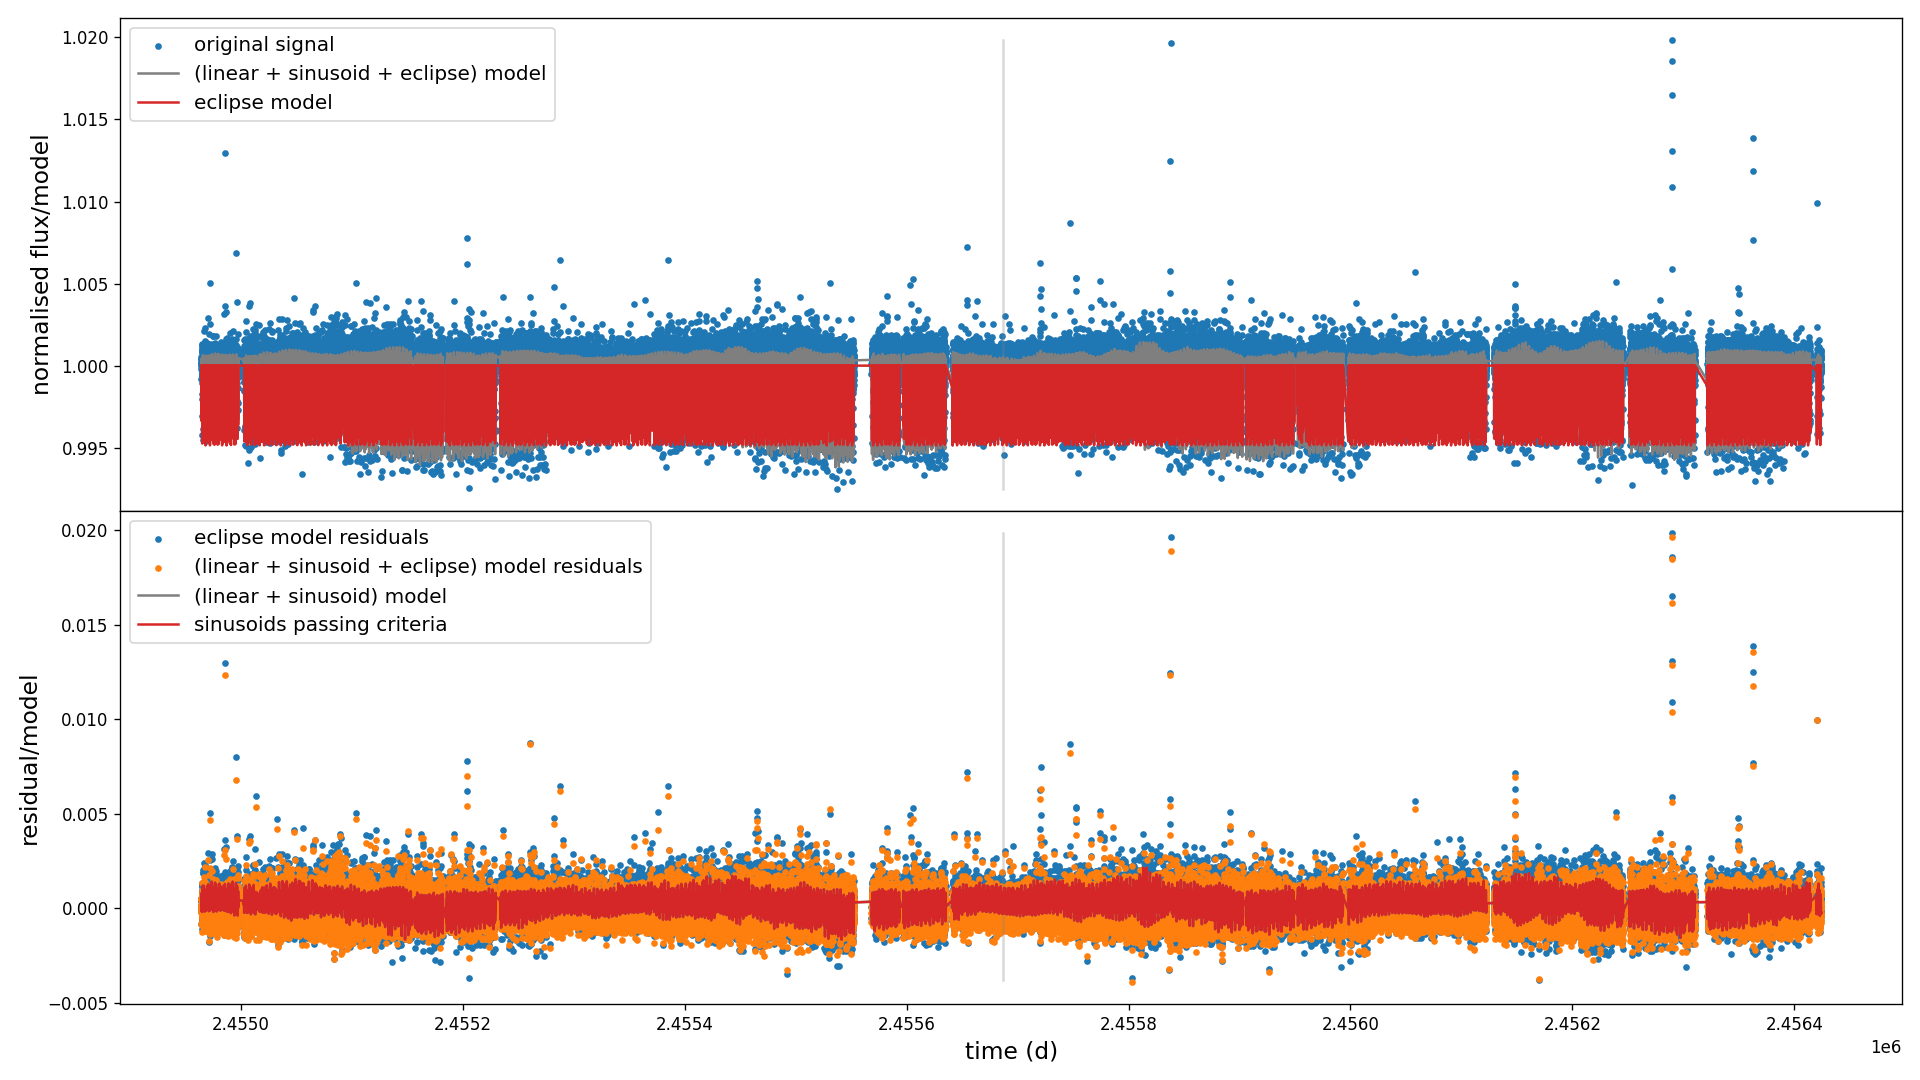 original signal
(linear + sinusoid + eclipse) model
eclipse model
normalised flux/model
1.020
1.015
1.010
1.005
1.000
0.995
eclipse model residuals
(linear + sinusoid + eclipse) model residuals
(linear + sinusoid) model
sinusoids passing criteria
residual/model
0.020
0.015
0.010
0.005
0.000
−0.005
2.4550 2.4552 2.4554 2.4556 2.4558 2.4560 2.4562 2.4564
time (d)
1e6